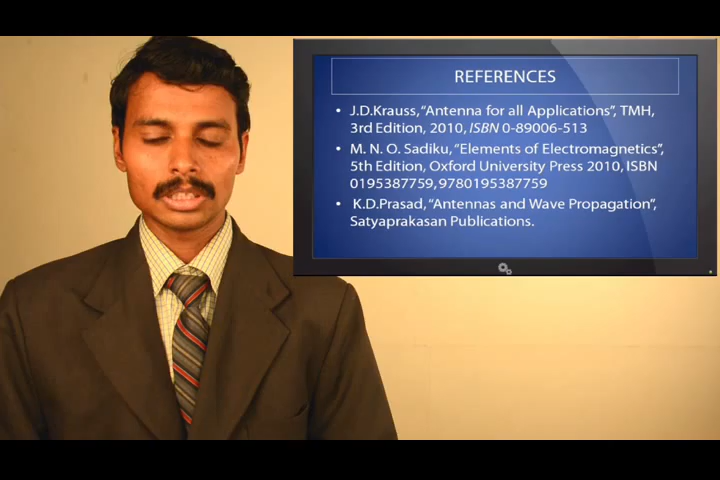 REFERENCES
• J.D.Krauss,“Antenna for all Applications”, TMH,
3rd Edition, 2010, ISBN 0-89006-513
• M. N. O. Sadiku, “Elements of Electromagnetics”,
5th Edition, Oxford University Press 2010, ISBN
0195387759, 9780195387759
• K.D.Prasad, “Antennas and Wave Propagation”,
Satyaprakasan Publications.